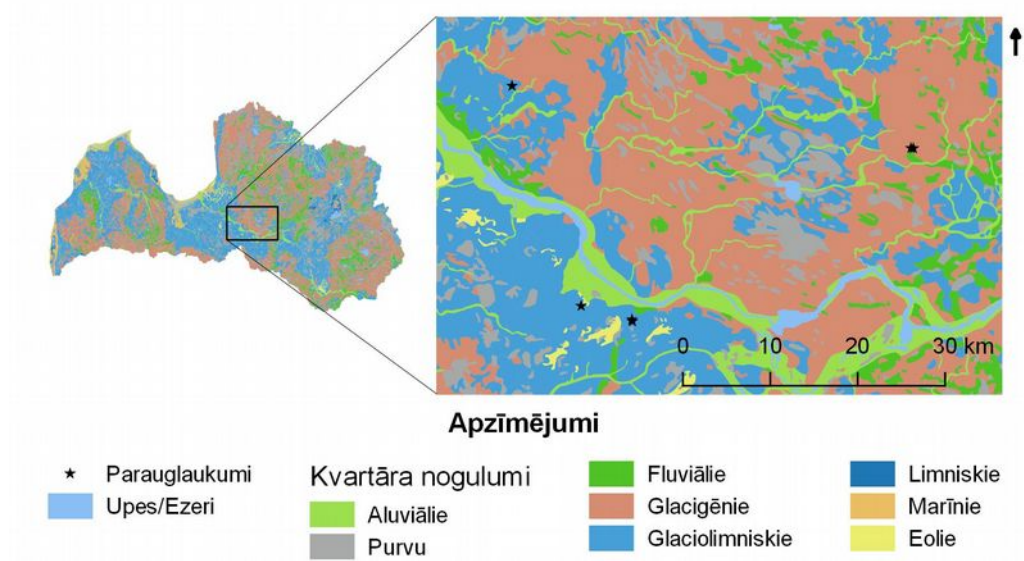 0 10 20 30 km
Apzīmējumi
Parauglaukumi
Upes/Ezeri
Kvartāra nogulumi
Aluviālie
Purvu
Fluviālie
Glacigēnie
Glaciolimniskie
Limniskie
Marīnie
Eolie